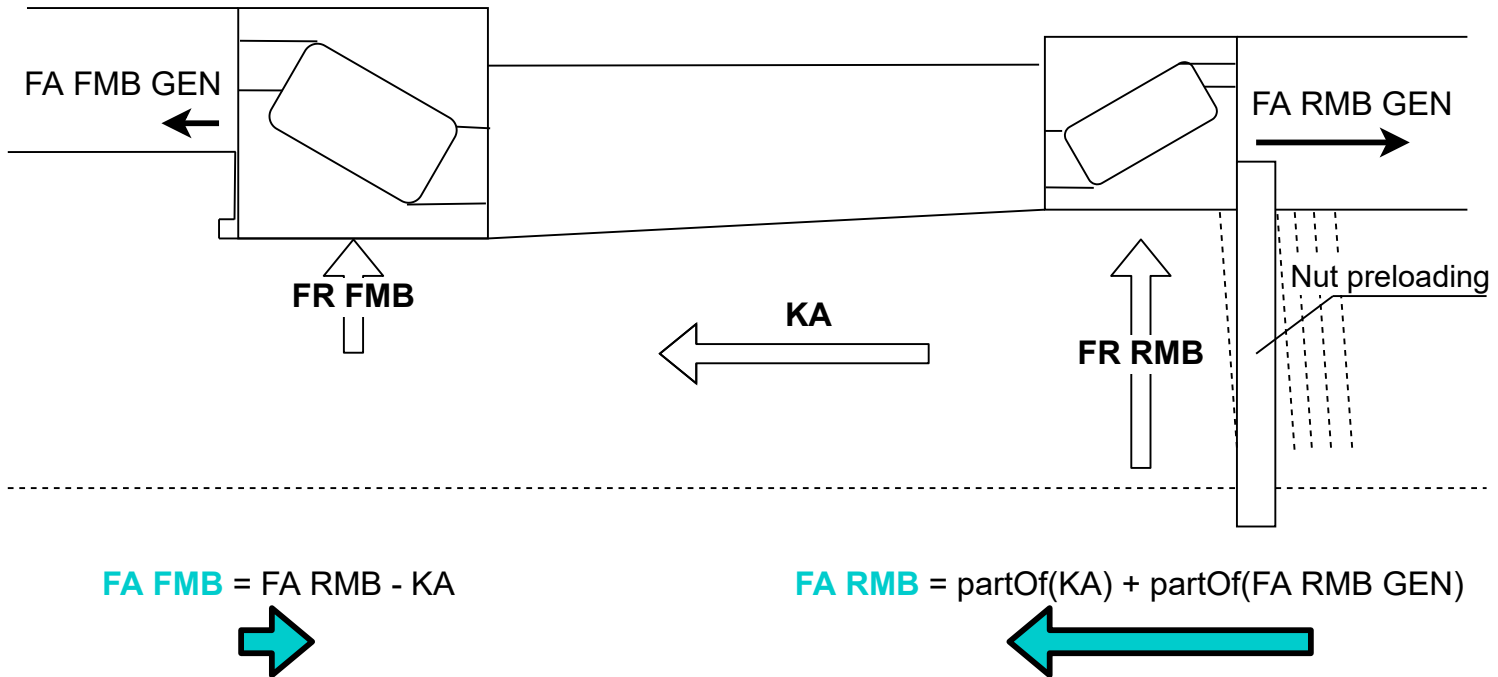 FA FMB GEN
FA RMB GEN
Nut preloading
FR FMB
KA
FR RMB
FA FMB = FA RMB - KA
FA RMB = partOf(KA) + partOf(FA RMB GEN)